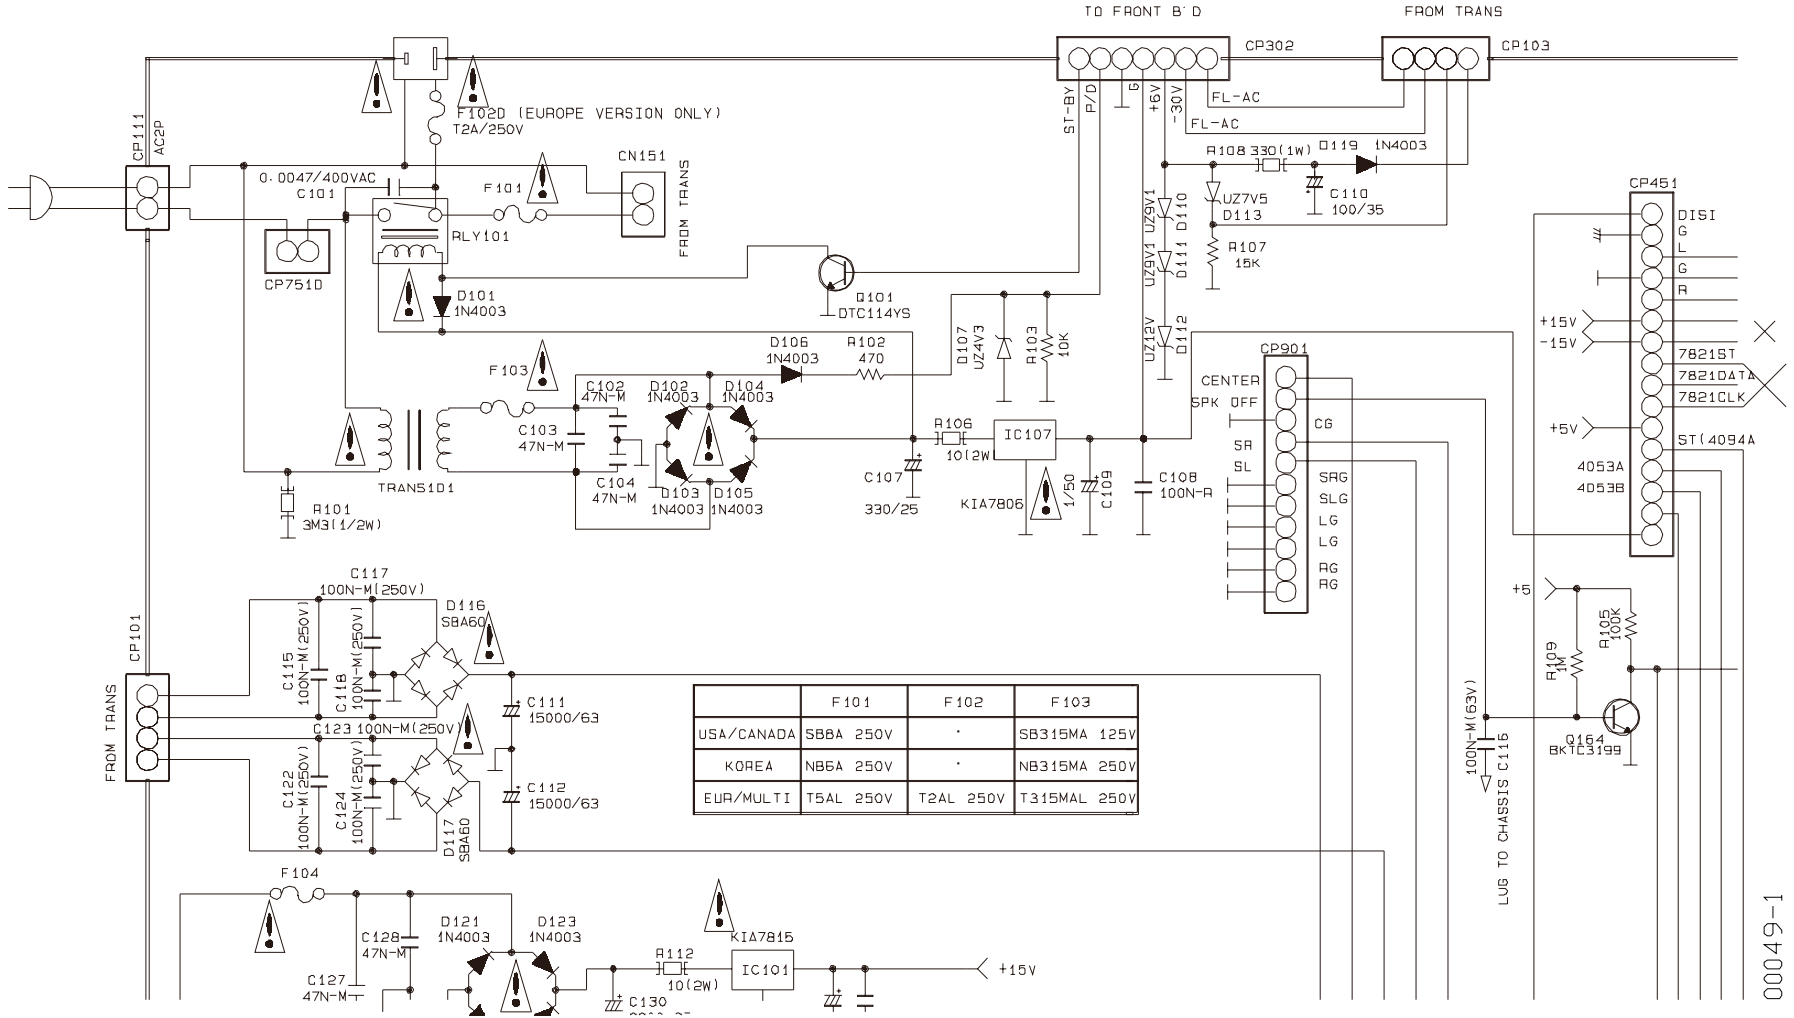 TO FRONT B'D
FROM TRANS
CP302
CP103
CP111
AC2P
F102D (EUROPE VERSION ONLY)
T2A/250V
ST-BY
P/D
G
+6V
-30V
FL-AC
FL-AC
R108 330(1W)
D119 1N4003
C110
100/35
UZ7V5
D113
R107
15K
UZ9V1
D110
UZ9V1
D111
UZ12V
D112
0.0047/400VAC
C101
F101
CN151
FROM TRANS
RLY101
CP751D
D101
1N4003
Q101
DTC114YS
D107
UZ4V3
R103
10K
D106
1N4003
R102
470
F103
C102
47N-M
D102
1N4003
D104
1N4003
C103
47N-M
C104
47N-M
D103
1N4003
D105
1N4003
TRANS1D1
R101
3M3(1/2W)
R106
10(2W)
IC107
KIA7806
C107
330/25
1/50
C109
C108
100N-R
CP901
CENTER
SPK OFF
CG
SR
SL
SRG
SLG
LG
LG
RG
RG
CP451
DISI
G
L
G
R
+15V
-15V
7821ST
7821DATA
7821CLK
+5V
ST(4094A
4053A
4D53B
+5
R109
1M
R105
100K
Q164
BKTC3199
100N-M(63V)
LUG TO CHASSIS C116
CP101
FROM TRANS
C117
100N-M(250V)
C115
100N-M(250V)
C118
100N-M(250V)
D116
SBA60
C123 100N-M(250V)
C122
100N-M(250V)
C124
100N-M(250V)
D117
SBA60
C111
15000/63
C112
15000/63
F101 F102 F103
USA/CANADA SB8A 250V - SB315MA 125V
KOREA NB6A 250V - NB315MA 250V
EUR/MULTI T5AL 250V T2AL 250V T315MAL 250V
F104
C128
47N-M
C127
47N-M
D121
1N4003
D123
1N4003
C130
R112
10(2W)
KIA7815
IC101
+15V
00049-1